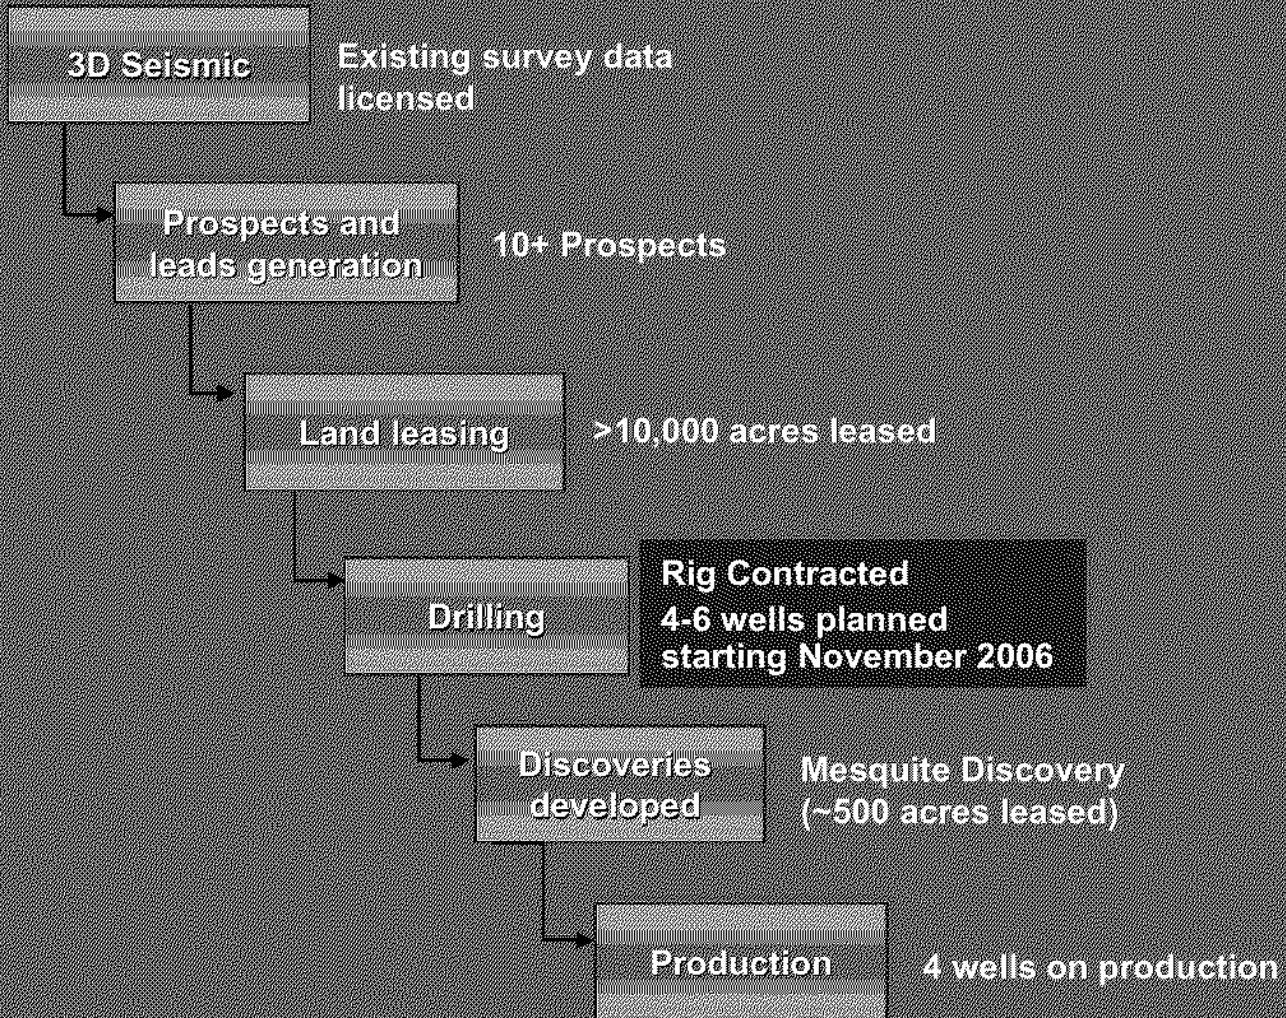 3D Seismic
Existing survey data
licensed
Prospects and
leads generation
10+ Prospects
Land leasing
>10,000 acres leased
Drilling
Rig Contracted
4-6 wells planned
starting November 2006
Discoveries
developed
Mesquite Discovery
(~500 acres leased)
Production
4 wells on production